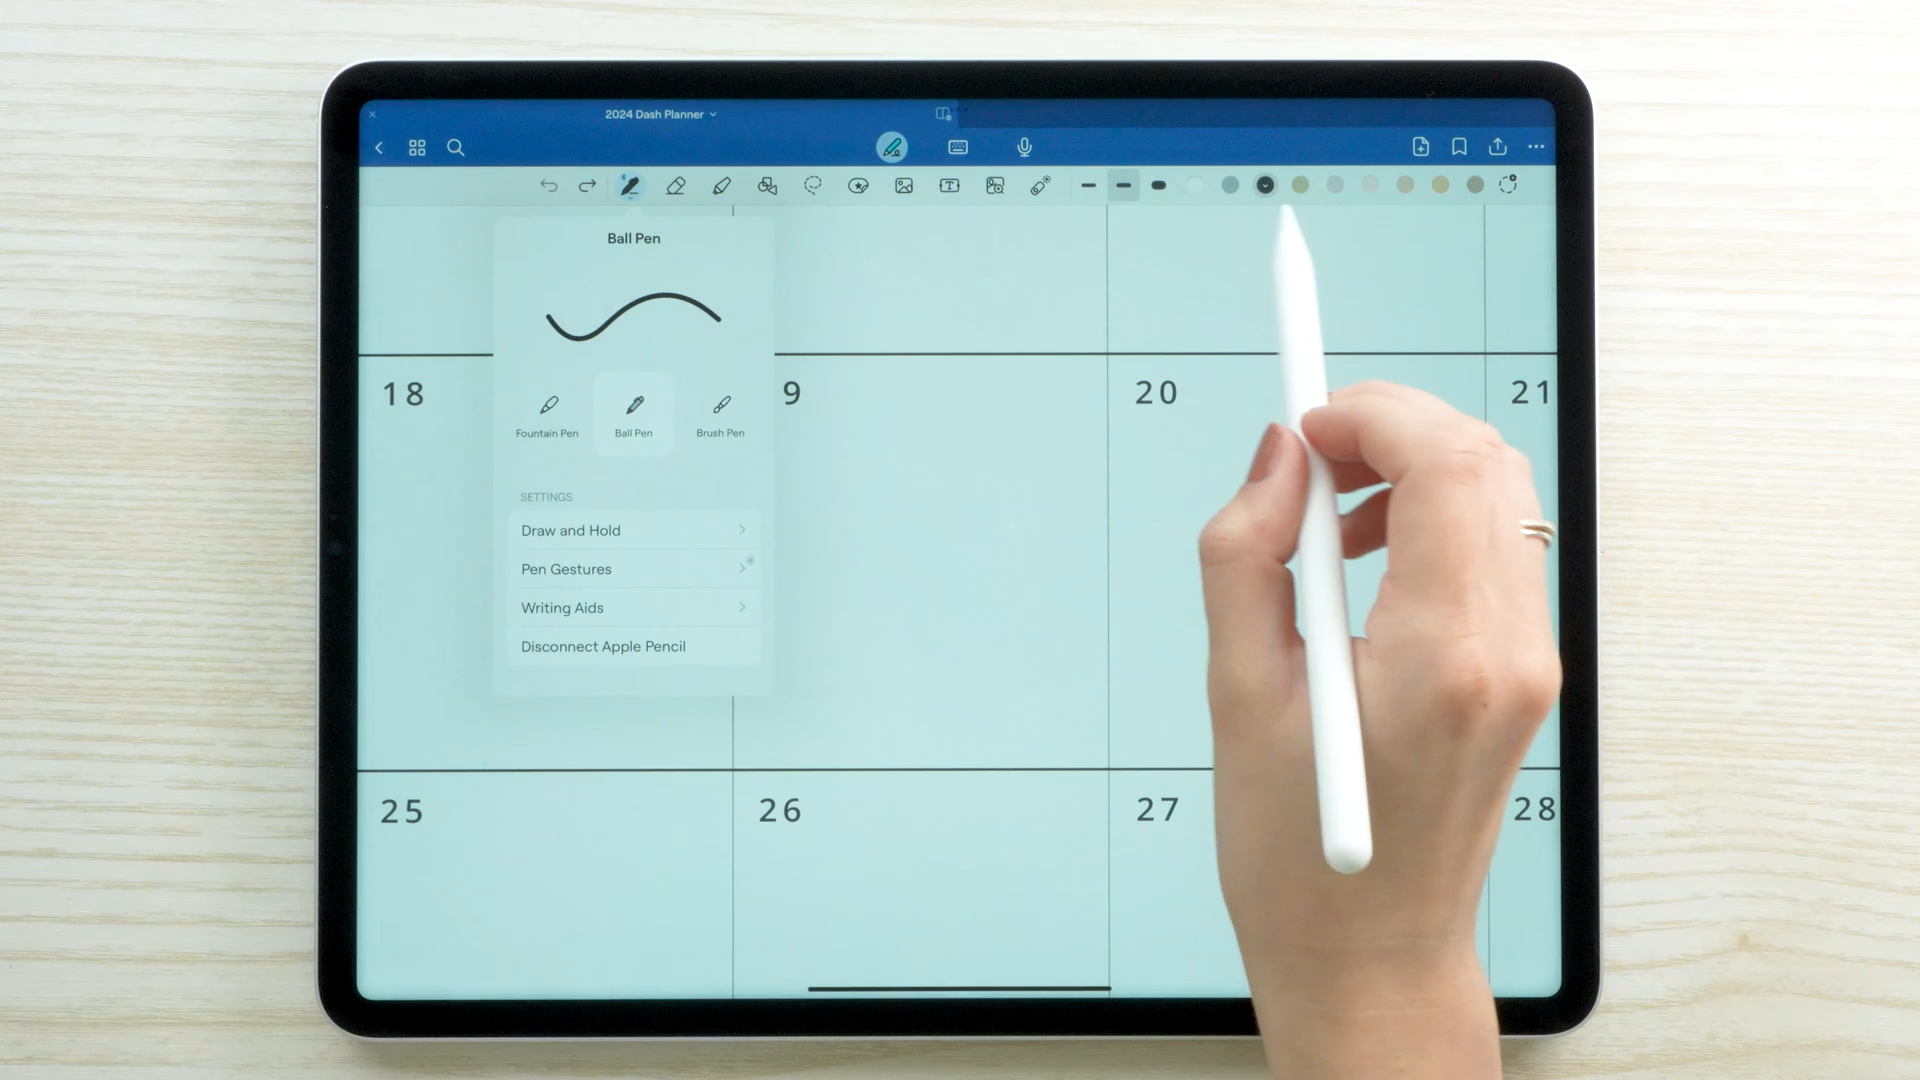 2024 Dash Planner
Ball Pen
Fountain Pen
Ball Pen
Brush Pen
SETTINGS
Draw and Hold
Pen Gestures
Writing Aids
Disconnect Apple Pencil
18
9
20
21
25
26
27
28